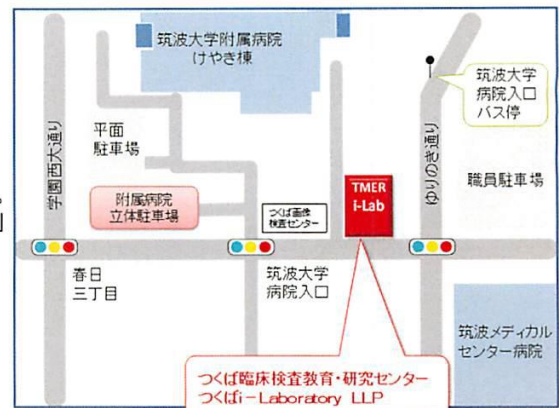 筑波大学附属病院
けやき棟
筑波大学
病院入口
バス停
学園西大通り
平面
駐車場
ゆりのき通り
職員駐車場
附属病院
立体駐車場
つくば画像
検査センター
TMER
i-Lab
春日
三丁目
筑波大学
病院入口
筑波メディカル
センター病院
つくば臨床検査教育・研究センター
つくばi－Laboratory LLP